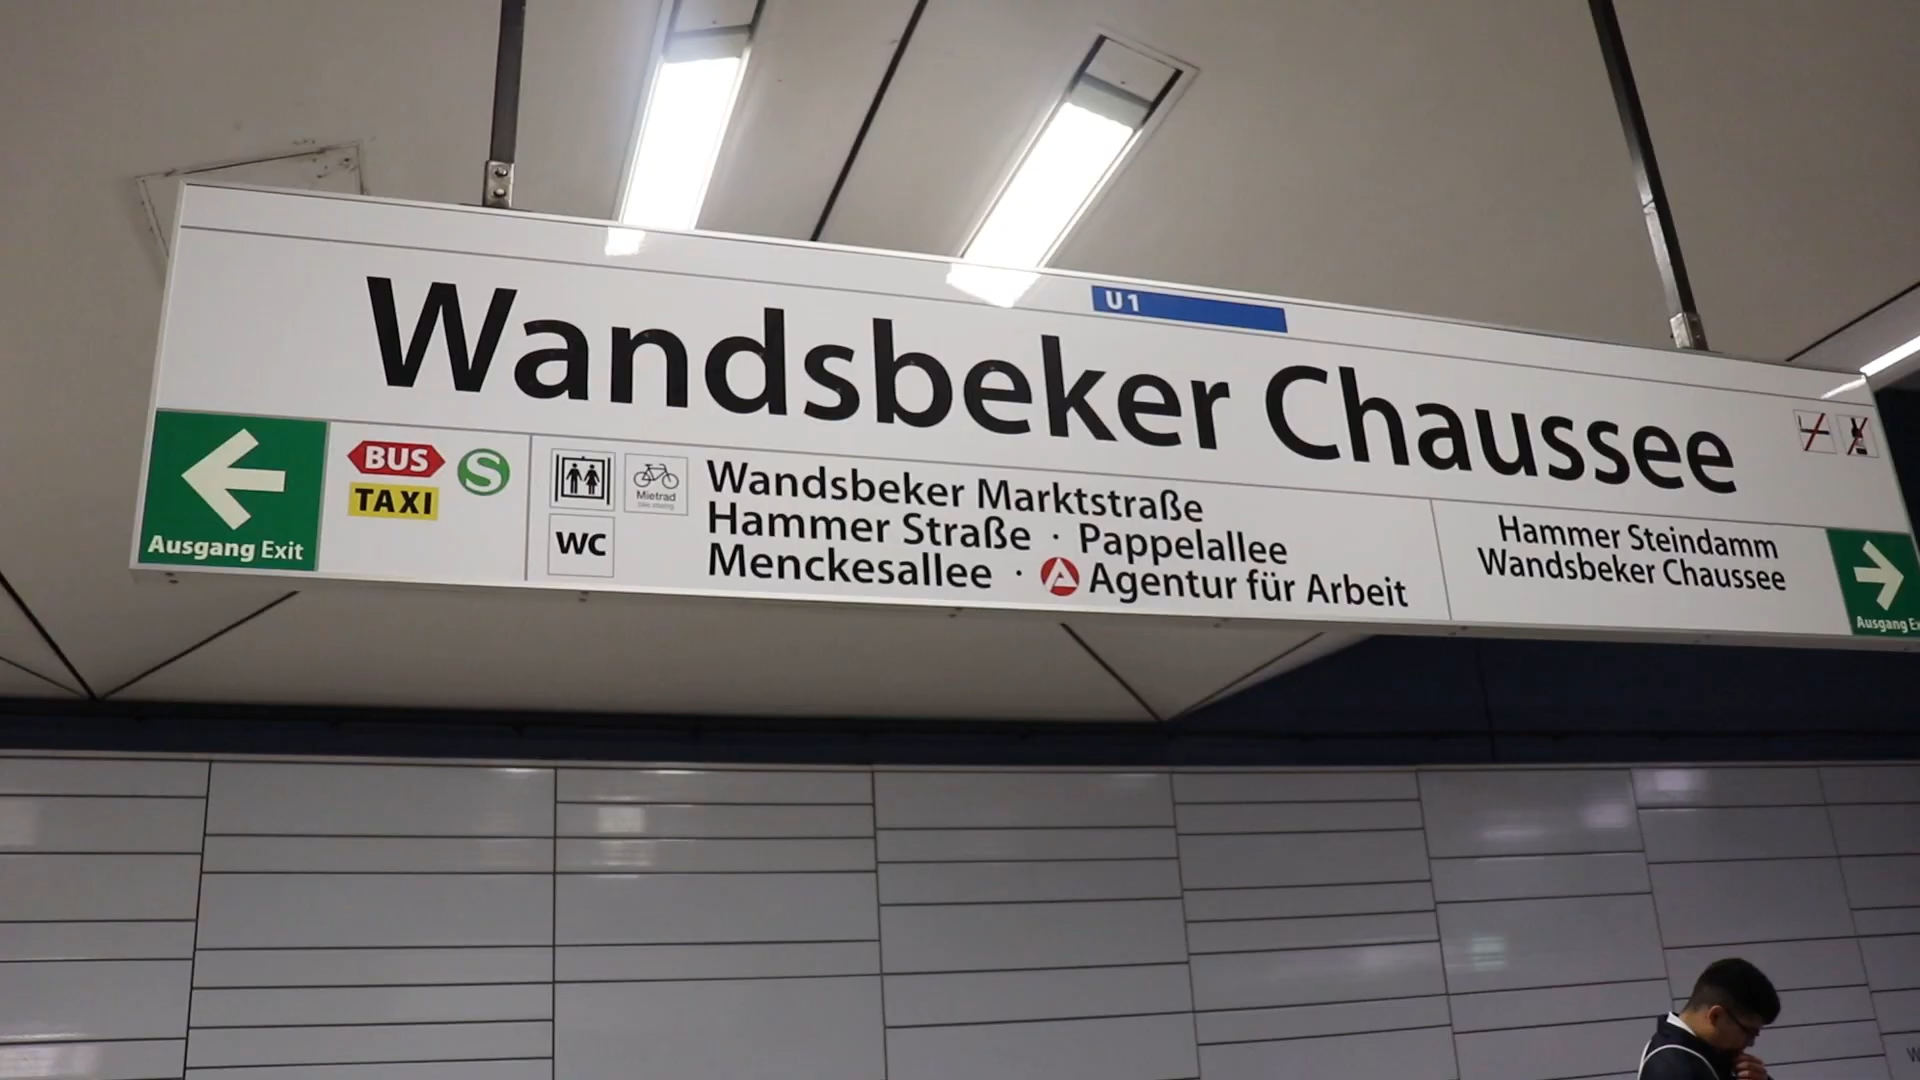 U1
Wandsbeker Chaussee
Ausgang Exit
BUS
S
TAXI
Mietrad
WC
Wandsbeker Marktstraße
Hammer Straße · Pappelallee
Menckesallee · Agentur für Arbeit
Hammer Steindamm
Wandsbeker Chaussee
Ausgang